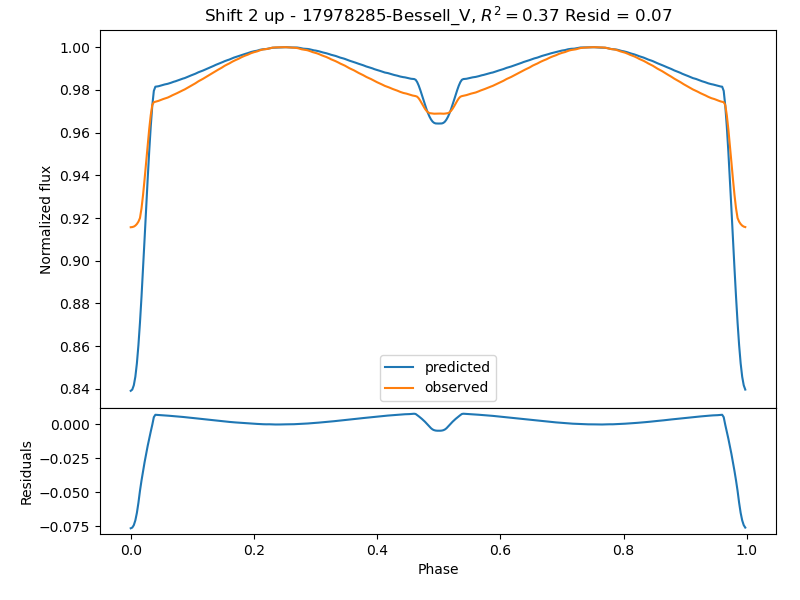 Shift 2 up - 17978285-Bessell_V, R² = 0.37 Resid = 0.07
1.00
0.98
0.96
0.94
0.92
0.90
0.88
0.86
0.84
Normalized flux
predicted
observed
0.000
−0.025
−0.050
−0.075
Residuals
0.0 0.2 0.4 0.6 0.8 1.0
Phase